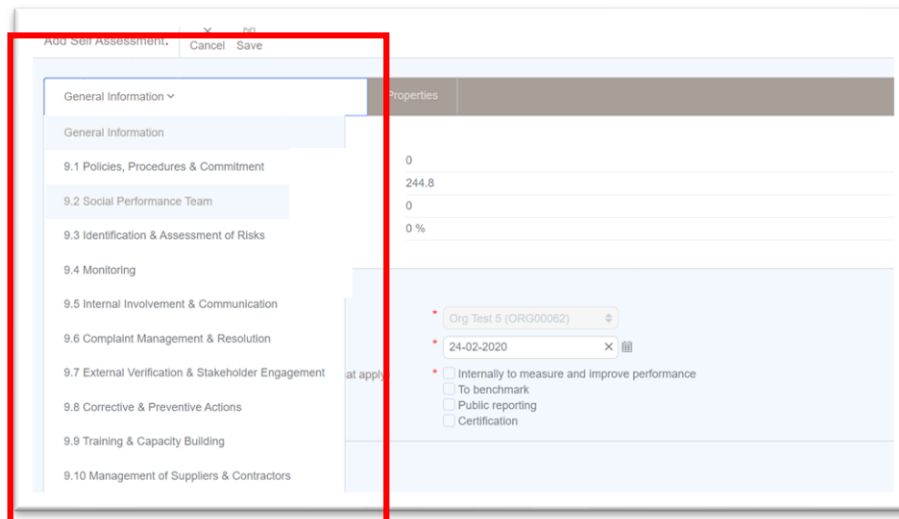 Add Self Assessment.
Cancel Save
General Information
Properties
General Information
9.1 Policies, Procedures & Commitment
0
9.2 Social Performance Team
244.8
0
9.3 Identification & Assessment of Risks
0 %
9.4 Monitoring
9.5 Internal Involvement & Communication
* Org Test 5 (ORG00062)
9.6 Complaint Management & Resolution
* 24-02-2020
9.7 External Verification & Stakeholder Engagement
at apply
* Internally to measure and improve performance
To benchmark
9.8 Corrective & Preventive Actions
Public reporting
Certification
9.9 Training & Capacity Building
9.10 Management of Suppliers & Contractors